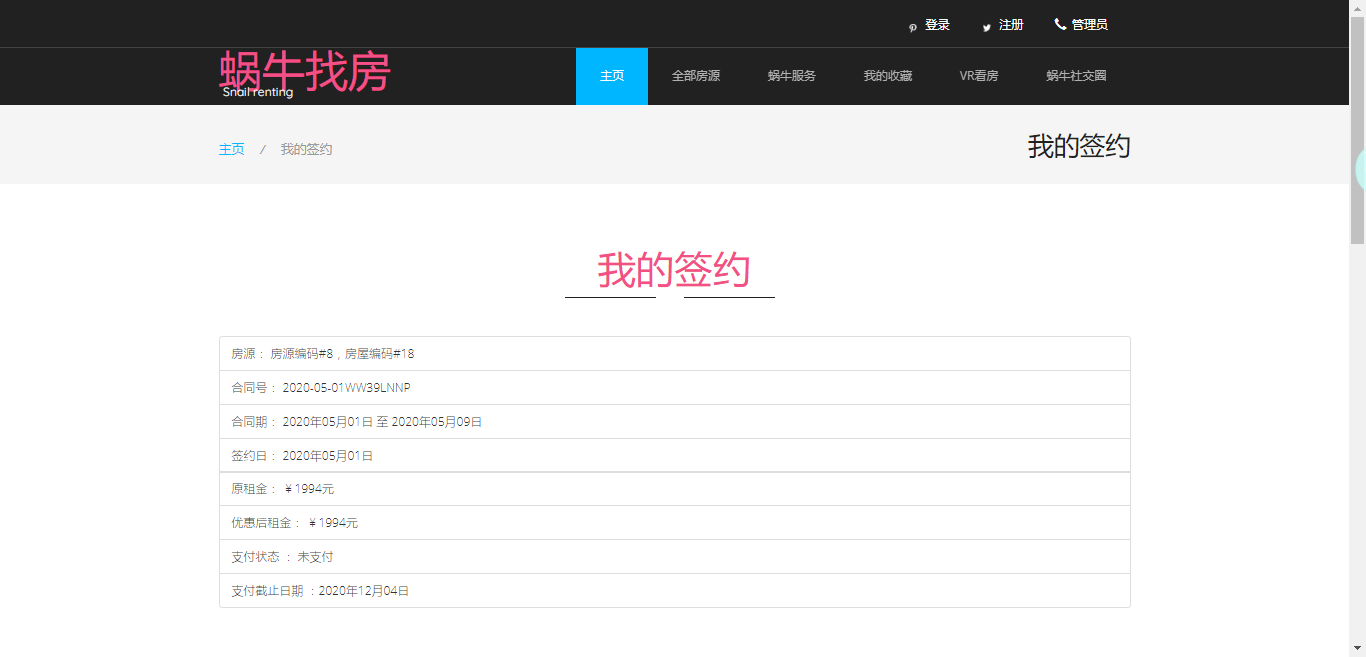 登录 注册 管理员
蜗牛找房
Snail renting
主页 全部房源 蜗牛服务 我的收藏 VR看房 蜗牛社交圈
主页 / 我的签约
我的签约
我的签约
房源： 房源编码#8，房屋编码#18
合同号： 2020-05-01WW39LNNP
合同期： 2020年05月01日 至 2020年05月09日
签约日： 2020年05月01日
原租金： ￥1994元
优惠后租金： ￥1994元
支付状态 ： 未支付
支付截止日期 ：2020年12月04日